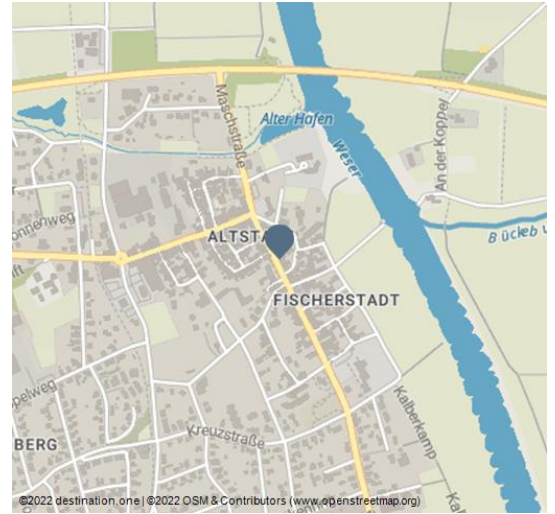 Maschstraße
Alter Hafen
Weser
An der Koppel
Bückebu
ALTSTA
FISCHERSTADT
BERG
Kreuzstraße
Kalberkamp
©2022 destination.one | ©2022 OSM & Contributors (www.openstreetmap.org)